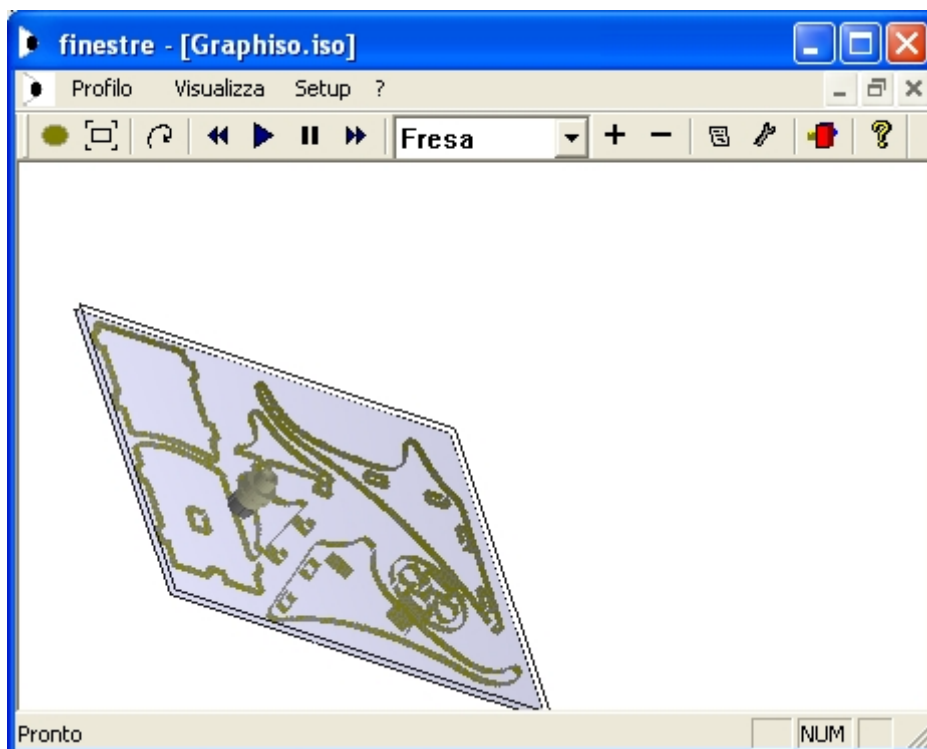 finestre - [Graphiso.iso]
Profilo Visualizza Setup ?
Fresa
Pronto NUM